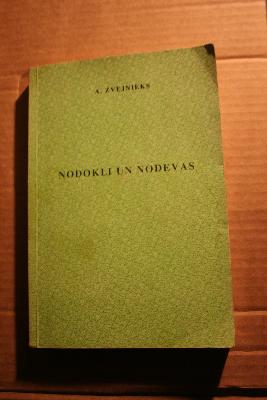 A. ZVEJNIEKS
NODOKLI UN NODEVAS